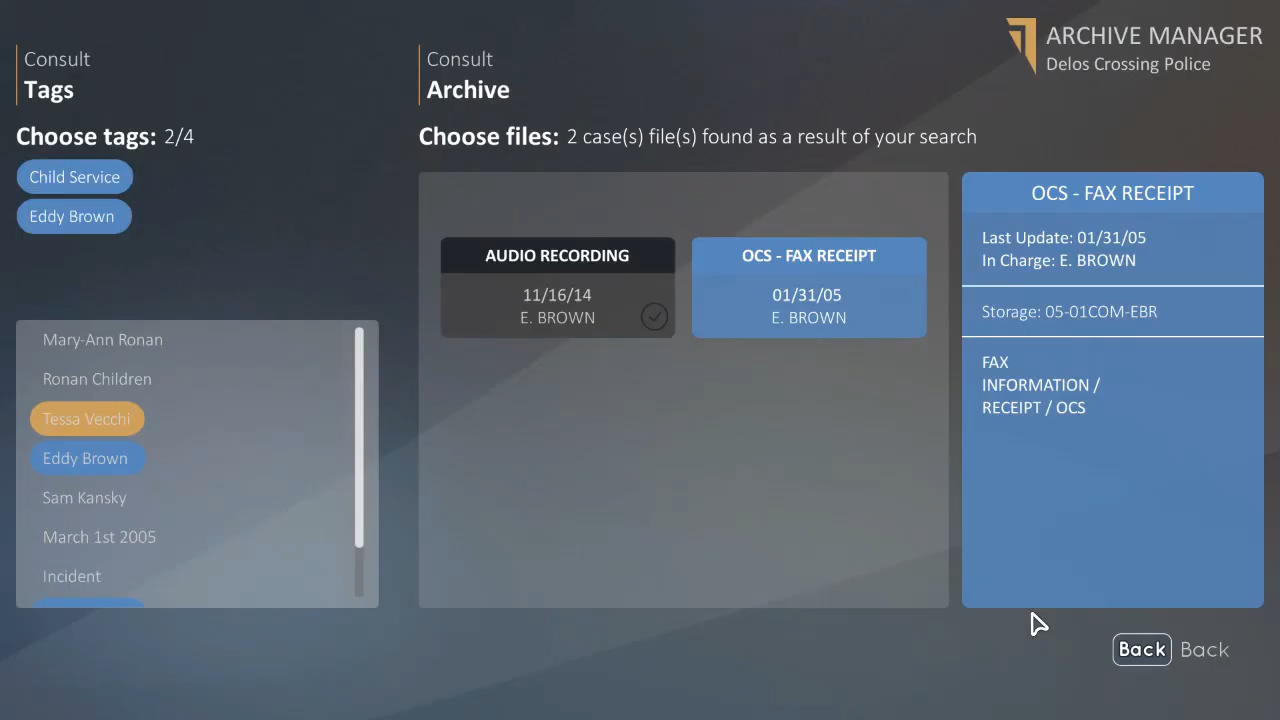 Consult
Tags
Choose tags: 2/4
Child Service
Eddy Brown
Mary-Ann Ronan
Ronan Children
Tessa Vecchi
Eddy Brown
Sam Kansky
March 1st 2005
Incident
Consult
Archive
Choose files: 2 case(s) file(s) found as a result of your search
AUDIO RECORDING
11/16/14
E. BROWN
OCS - FAX RECEIPT
01/31/05
E. BROWN
ARCHIVE MANAGER
Delos Crossing Police
OCS - FAX RECEIPT
Last Update: 01/31/05
In Charge: E. BROWN
Storage: 05-01COM-EBR
FAX
INFORMATION /
RECEIPT / OCS
Back Back